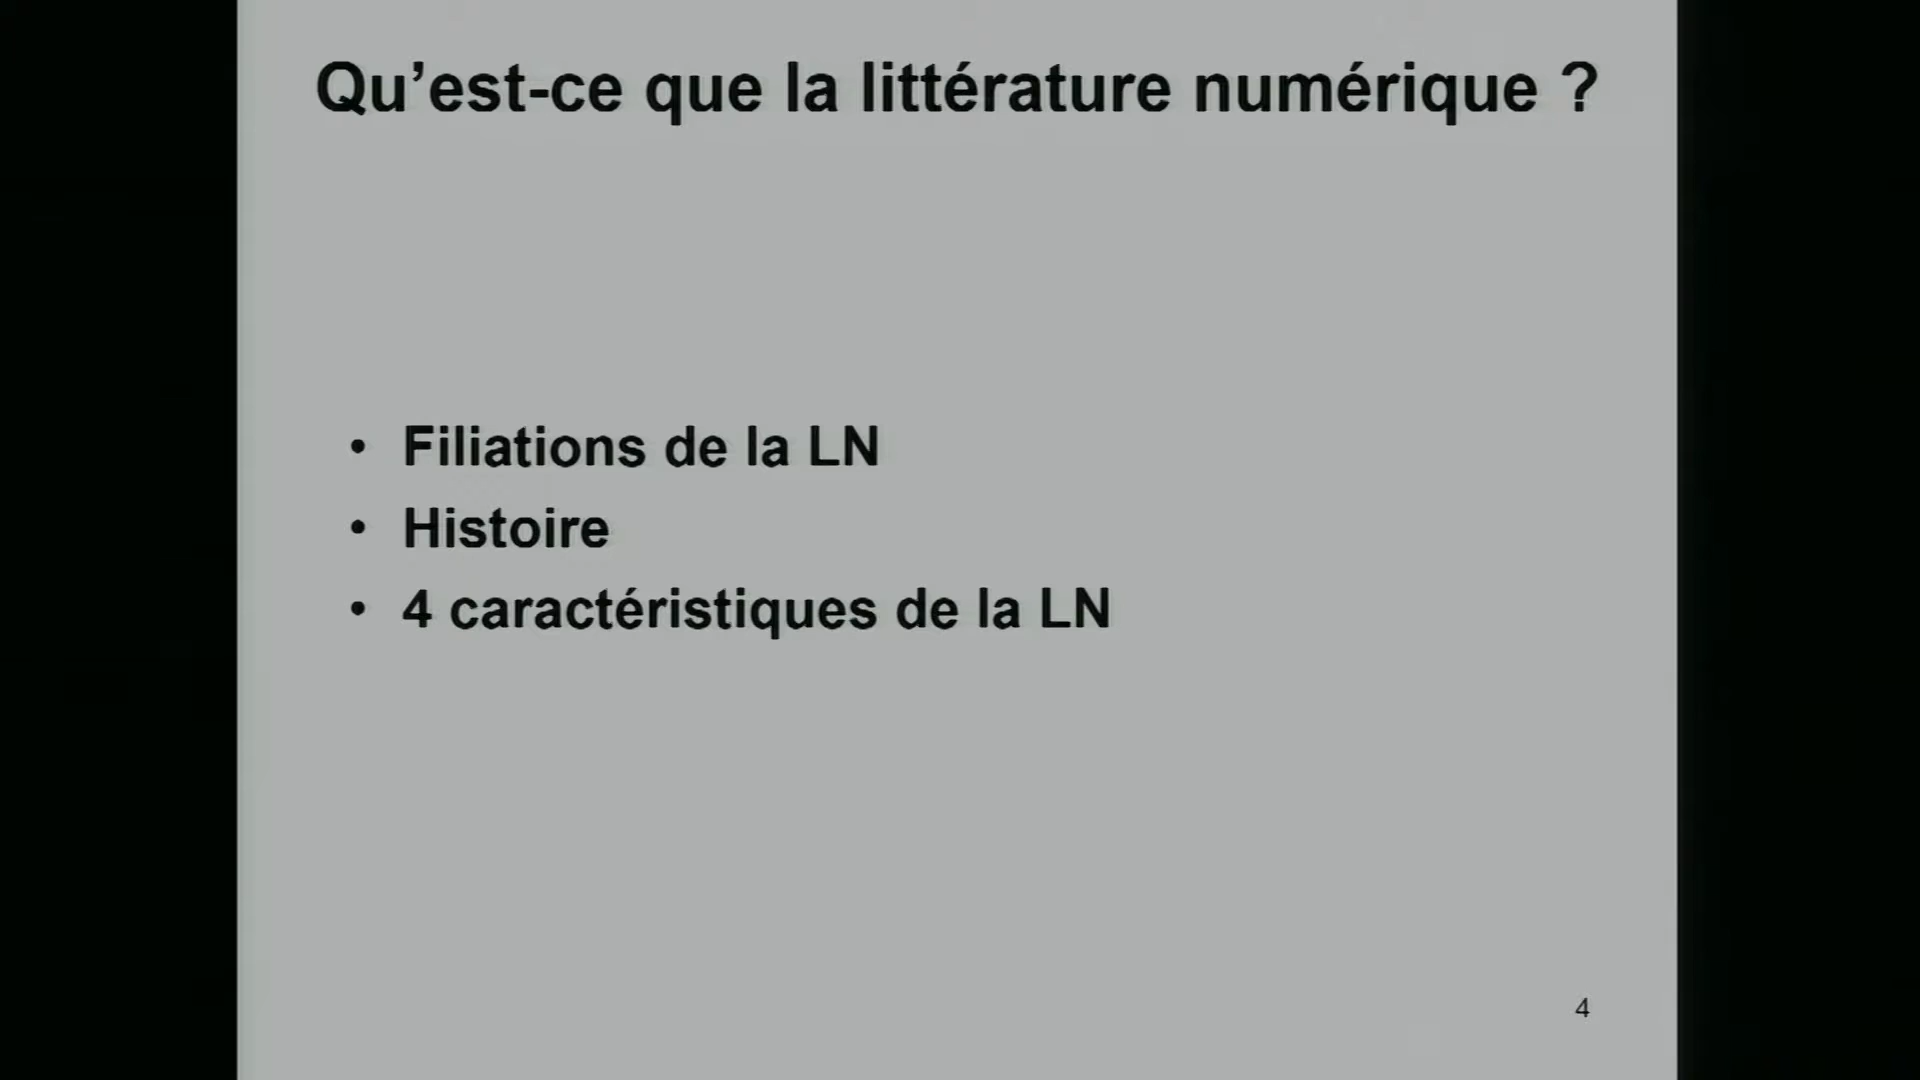 Qu’est-ce que la littérature numérique ?
• Filiations de la LN
• Histoire
• 4 caractéristiques de la LN
4